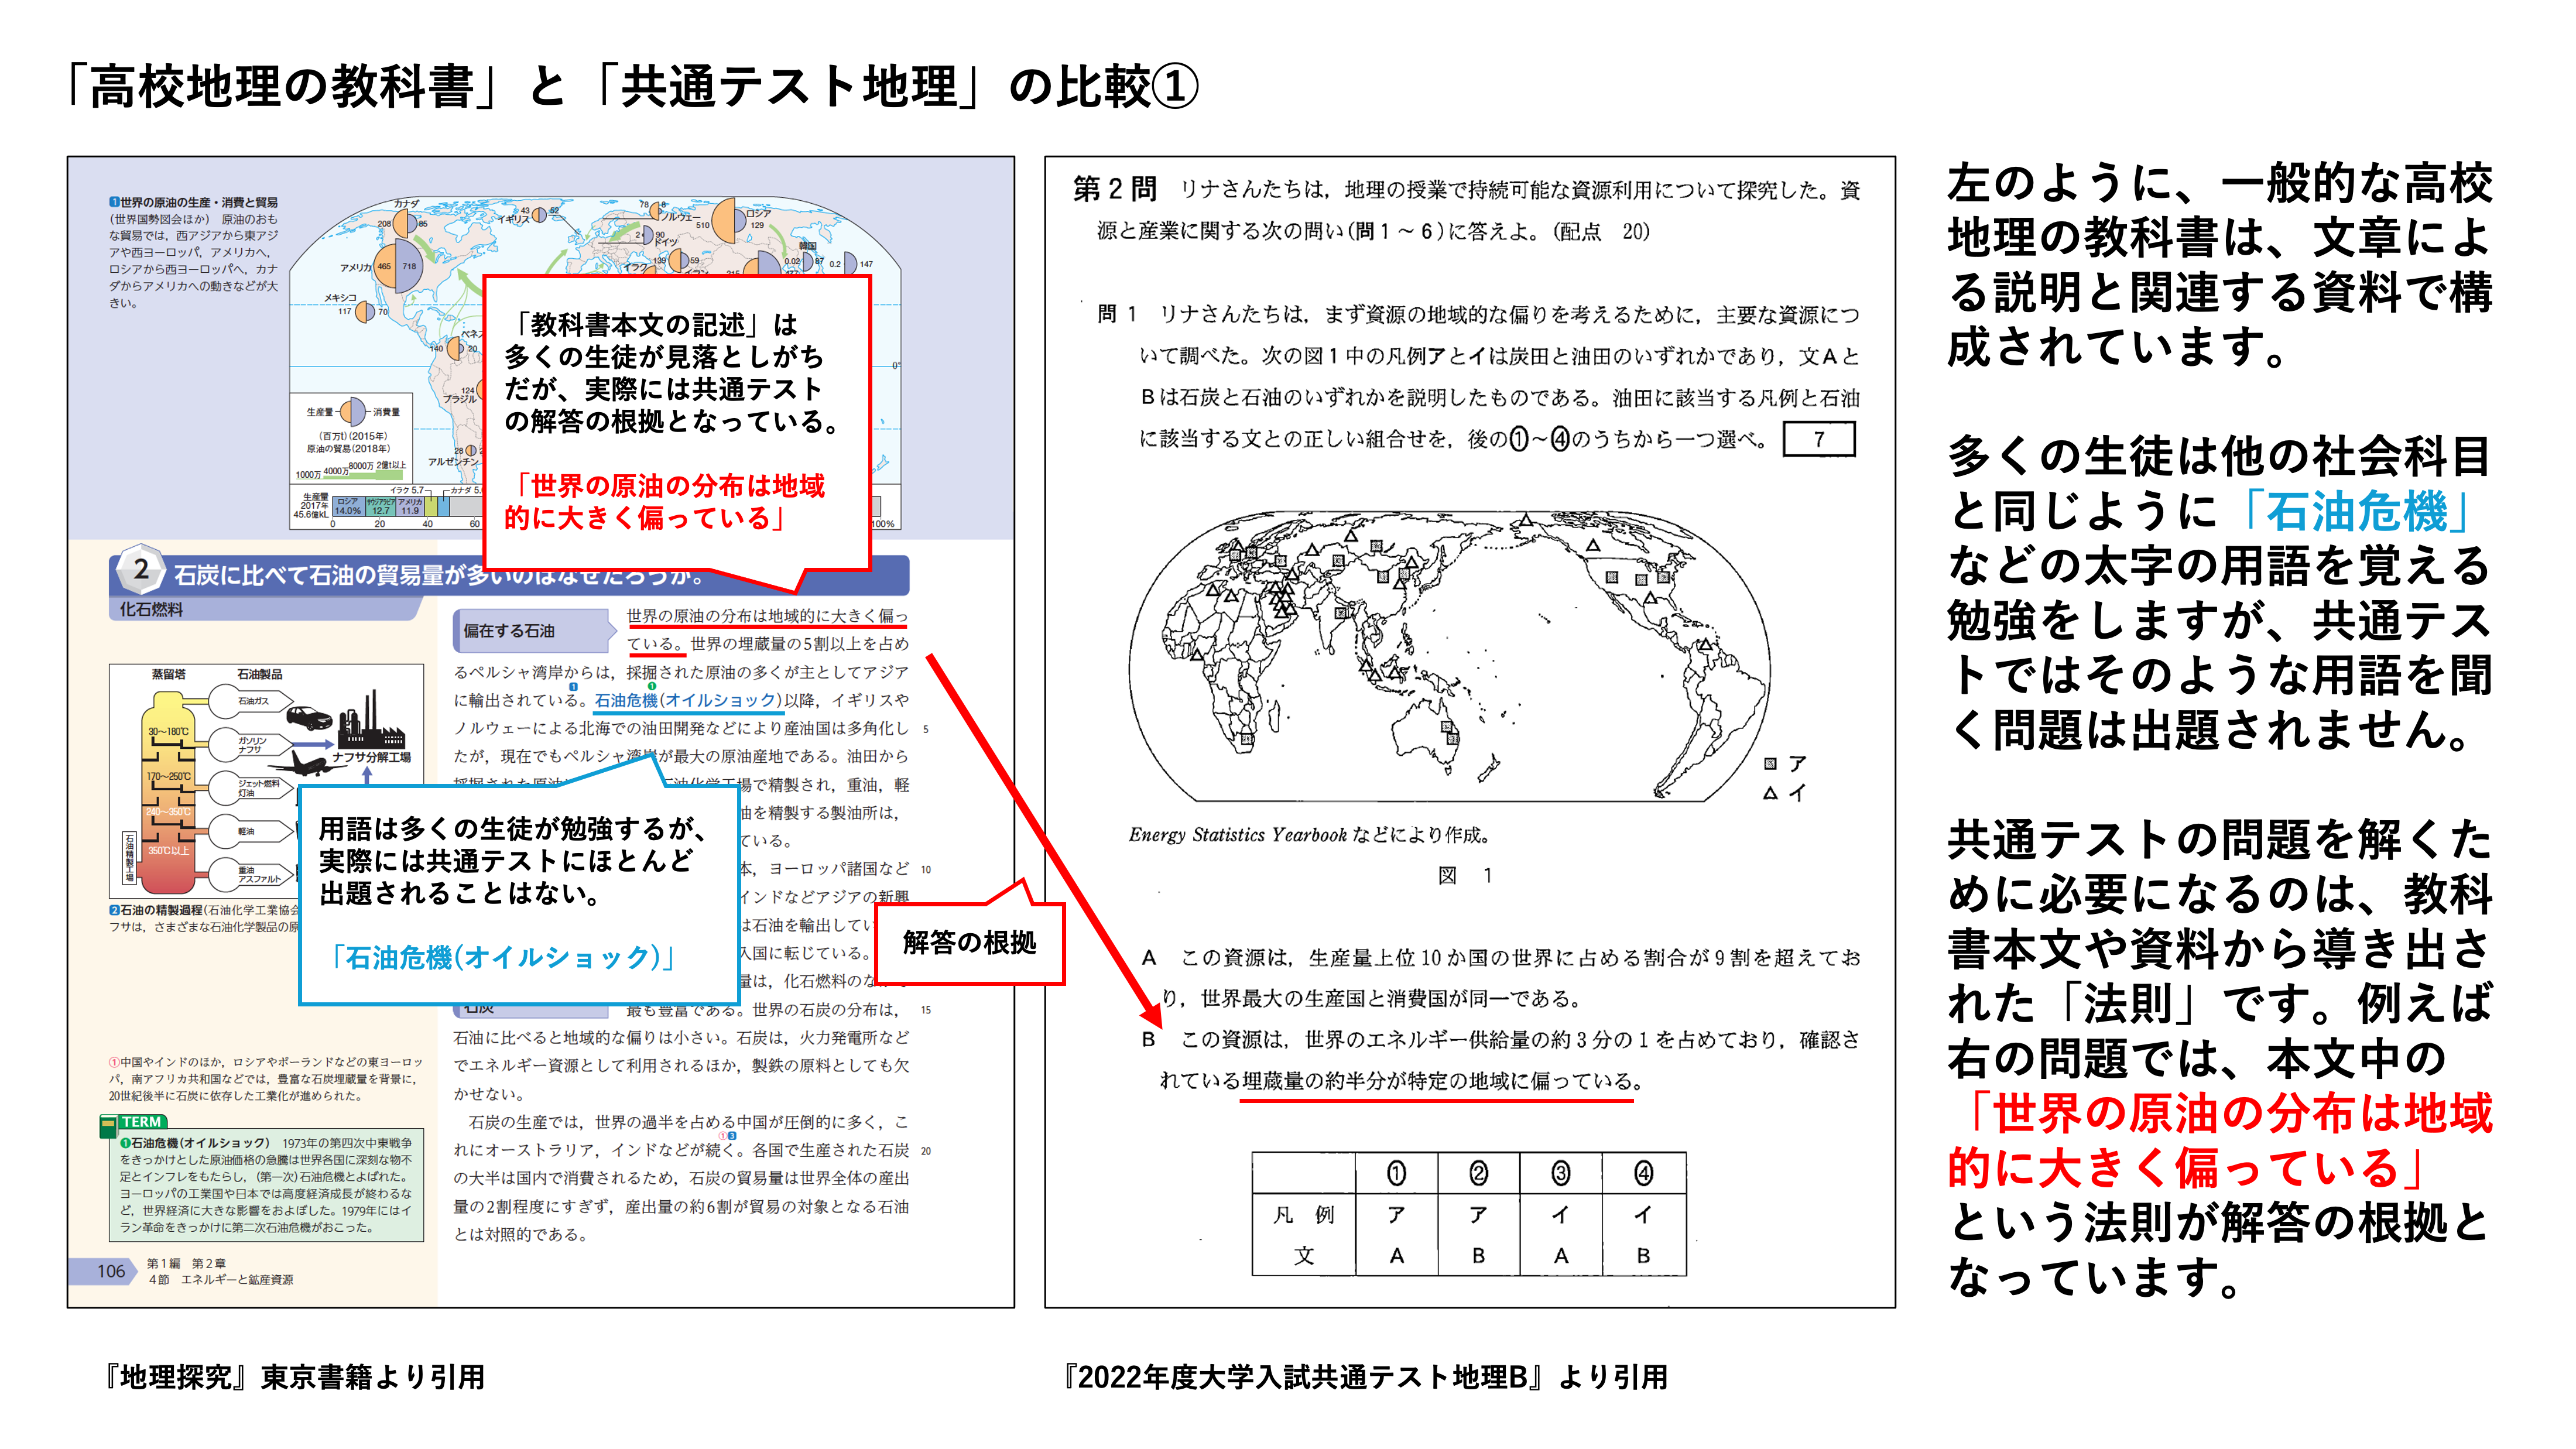 「高校地理の教科書」と「共通テスト地理」の比較①
1世界の原油の生産・消費と貿易
(世界国勢図会ほか) 原油のおも
な貿易では，西アジアから東アジ
アや西ヨーロッパ，アメリカへ，
ロシアから西ヨーロッパへ，カナ
ダからアメリカへの動きなどが大
きい。
カナダ
208 85
イギリス 43 52
78 8
ノルウェー
ロシア
510 129
2 90
ドイツ
韓国
アメリカ 465 718
イラク 139 59
0.02 87 0.2 147
メキシコ
117 70
140 20
124
ブラジル
0°
生産量 消費量
(百万t)(2015年)
原油の貿易(2018年)
1000万 4000万 8000万 2億t以上
28
アルゼンチン
生産量
2017年
45.6億kL
ロシア
14.0%
サウジアラビア
12.7
アメリカ
11.9
イラク 5.7
0 20 40 60 100%
「教科書本文の記述」は
多くの生徒が見落としがち
だが、実際には共通テスト
の解答の根拠となっている。
「世界の原油の分布は地域
的に大きく偏っている」
2 石炭に比べて石油の貿易量が多いのはなぜだろうか。
化石燃料
蒸留塔 石油製品
石油ガス
30〜180℃
ガソリン
ナフサ
ナフサ分解工場
170〜250℃
ジェット燃料
灯油
240〜350℃
軽油
350℃以上
重油
アスファルト
石油精製工場
2石油の精製過程(石油化学工業協会
フサは，さまざまな石油化学製品の原
偏在する石油
世界の原油の分布は地域的に大きく偏っ
ている。世界の埋蔵量の5割以上を占め
るペルシャ湾岸からは，採掘された原油の多くが主としてアジア
に輸出されている。石油危機(オイルショック)以降，イギリスや
ノルウェーによる北海での油田開発などにより産油国は多角化し 5
たが，現在でもペルシャ湾岸が最大の原油産地である。油田から
場で精製され，重油，軽
油を精製する製油所は，
ている。
本，ヨーロッパ諸国など 10
インドなどアジアの新興
は石油を輸出してい
入国に転じている。
量は，化石燃料のな
石炭
最も豊富である。世界の石炭の分布は， 15
石油に比べると地域的な偏りは小さい。石炭は，火力発電所など
でエネルギー資源として利用されるほか，製鉄の原料としても欠
かせない。
石炭の生産では，世界の過半を占める中国が圧倒的に多く，こ
れにオーストラリア，インドなどが続く。各国で生産された石炭 20
の大半は国内で消費されるため，石炭の貿易量は世界全体の産出
量の2割程度にすぎず，産出量の約6割が貿易の対象となる石油
とは対照的である。
用語は多くの生徒が勉強するが、
実際には共通テストにほとんど
出題されることはない。
「石油危機(オイルショック)」
①中国やインドのほか，ロシアやポーランドなどの東ヨーロッ
パ，南アフリカ共和国などでは，豊富な石炭埋蔵量を背景に，
20世紀後半に石炭に依存した工業化が進められた。
TERM
❶石油危機(オイルショック) 1973年の第四次中東戦争
をきっかけとした原油価格の急騰は世界各国に深刻な物不
足とインフレをもたらし，(第一次)石油危機とよばれた。
ヨーロッパの工業国や日本では高度経済成長が終わるな
ど，世界経済に大きな影響をおよぼした。1979年にはイ
ラン革命をきっかけに第二次石油危機がおこった。
106 第1編 第2章
4節 エネルギーと鉱産資源
『地理探究』東京書籍より引用
解答の根拠
第2問 リナさんたちは，地理の授業で持続可能な資源利用について探究した。資
源と産業に関する次の問い(問1〜6)に答えよ。(配点 20)
問1 リナさんたちは，まず資源の地域的な偏りを考えるために，主要な資源につ
いて調べた。次の図1中の凡例アとイは炭田と油田のいずれかであり，文Aと
Bは石炭と石油のいずれかを説明したものである。油田に該当する凡例と石油
に該当する文との正しい組合せを，後の①〜④のうちから一つ選べ。 7
ア
イ
Energy Statistics Yearbook などにより作成。
図 1
A この資源は，生産量上位10か国の世界に占める割合が9割を超えてお
り，世界最大の生産国と消費国が同一である。
B この資源は，世界のエネルギー供給量の約3分の1を占めており，確認さ
れている埋蔵量の約半分が特定の地域に偏っている。
① ② ③ ④
凡 例 ア ア イ イ
文 A B A B
『2022年度大学入試共通テスト地理B』より引用
左のように、一般的な高校
地理の教科書は、文章によ
る説明と関連する資料で構
成されています。
多くの生徒は他の社会科目
と同じように「石油危機」
などの太字の用語を覚える
勉強をしますが、共通テス
トではそのような用語を聞
く問題は出題されません。
共通テストの問題を解くた
めに必要になるのは、教科
書本文や資料から導き出さ
れた「法則」です。例えば
右の問題では、本文中の
「世界の原油の分布は地域
的に大きく偏っている」
という法則が解答の根拠と
なっています。